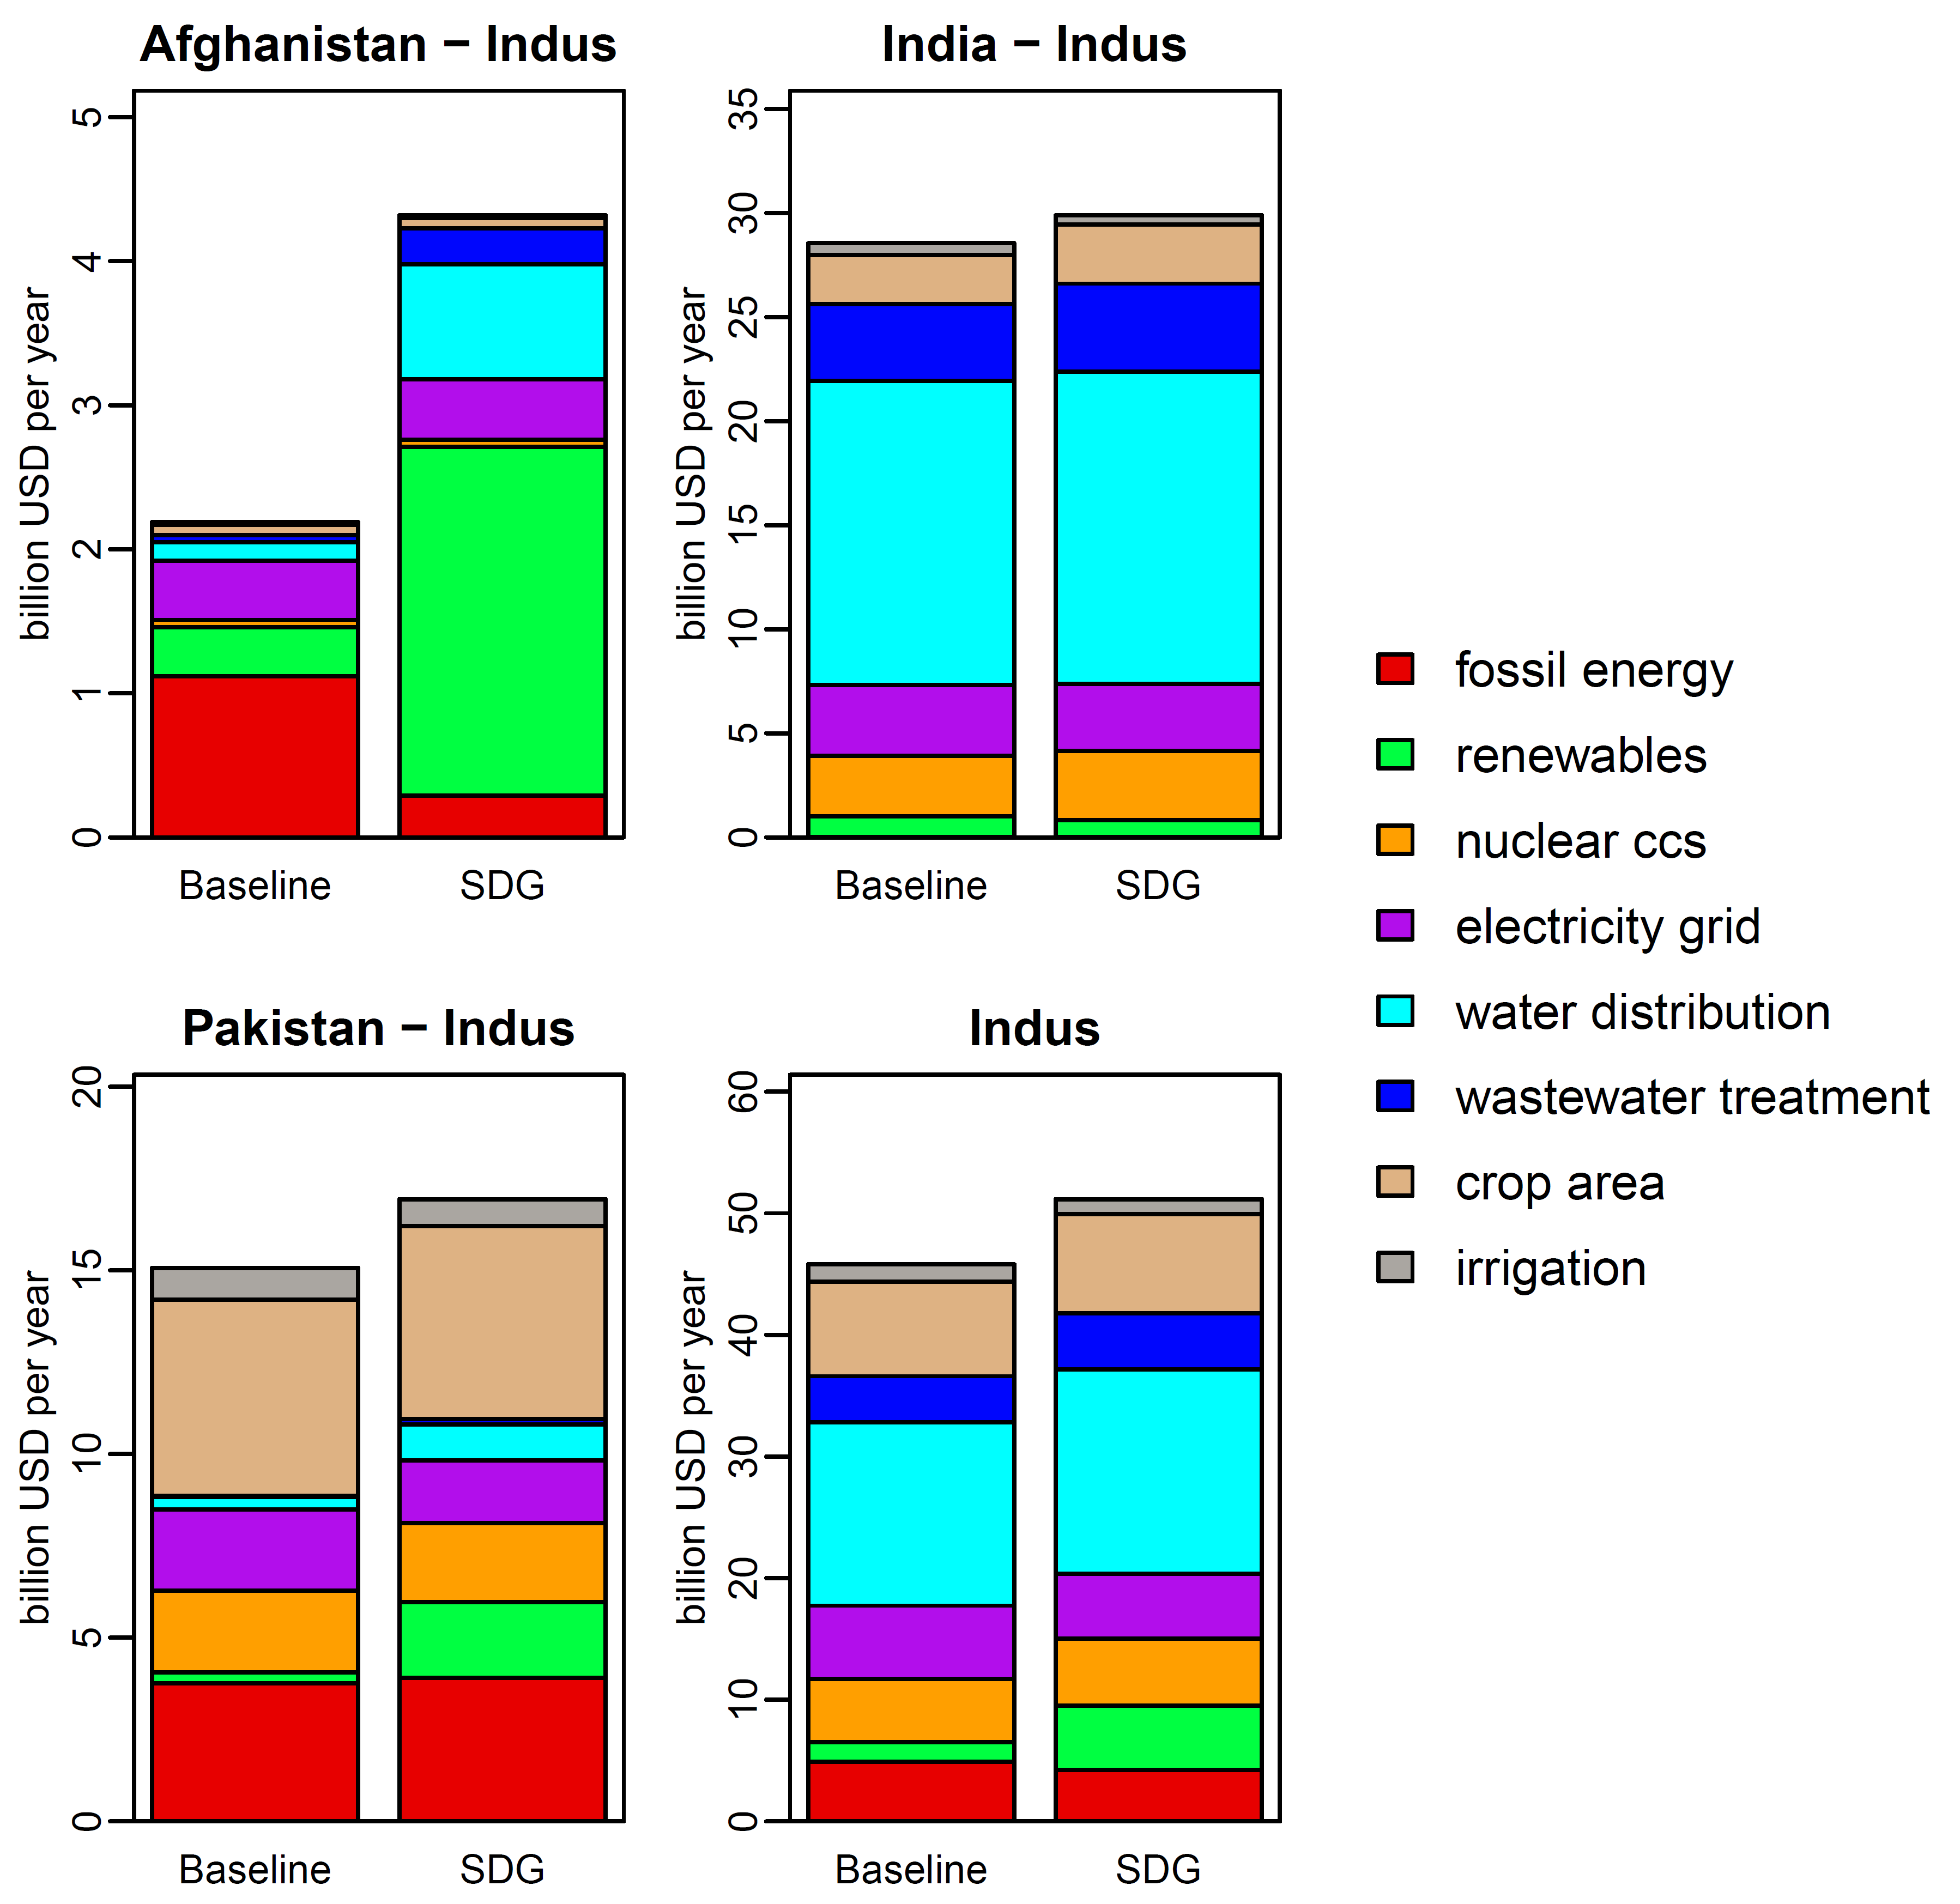 Afghanistan − Indus
billion USD per year
5
4
3
2
1
0
Baseline SDG
India − Indus
billion USD per year
35
30
25
20
15
10
5
0
Baseline SDG
Pakistan − Indus
billion USD per year
20
15
10
5
0
Baseline SDG
Indus
billion USD per year
60
50
40
30
20
10
0
Baseline SDG
fossil energy
renewables
nuclear ccs
electricity grid
water distribution
wastewater treatment
crop area
irrigation